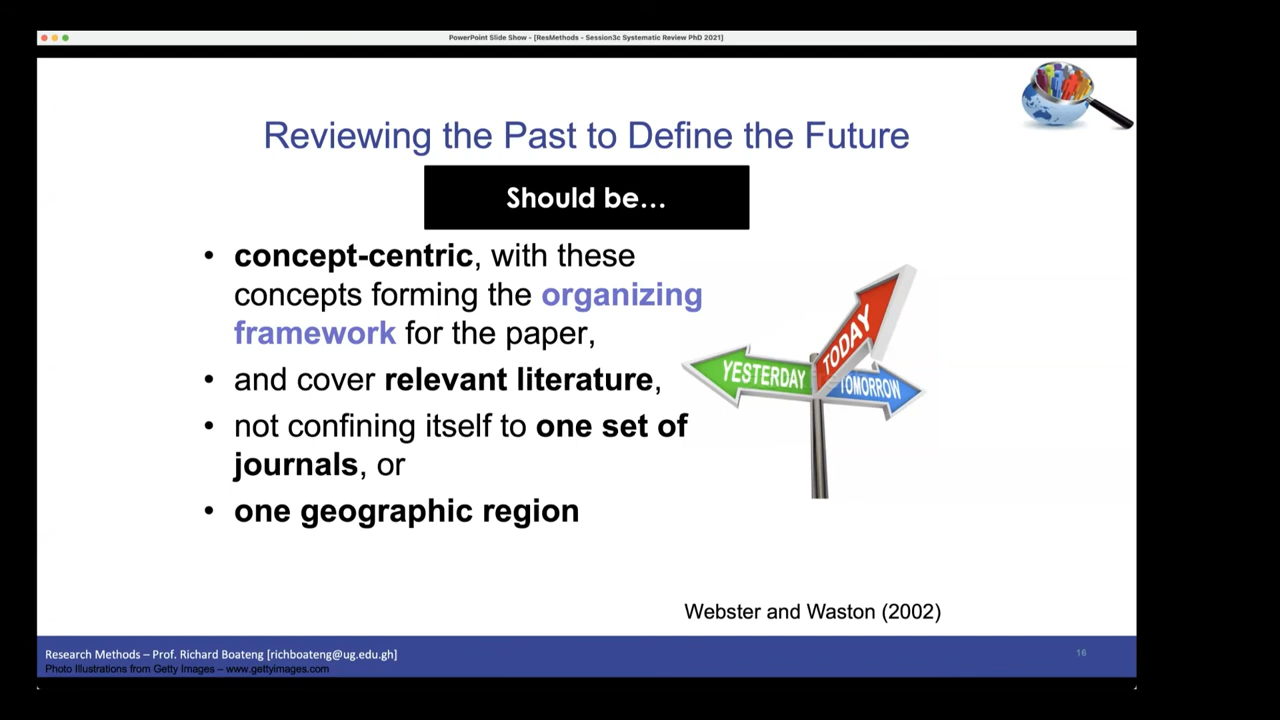 PowerPoint Slide Show - [ResMethods - Session3c Systematic Review PhD 2021]
Reviewing the Past to Define the Future
Should be...
• concept-centric, with these
concepts forming the organizing
framework for the paper,
• and cover relevant literature,
• not confining itself to one set of
journals, or
• one geographic region
YESTERDAY
TODAY
TOMORROW
Webster and Waston (2002)
Research Methods – Prof. Richard Boateng [richboateng@ug.edu.gh]
Photo Illustrations from Getty Images – www.gettyimages.com
16